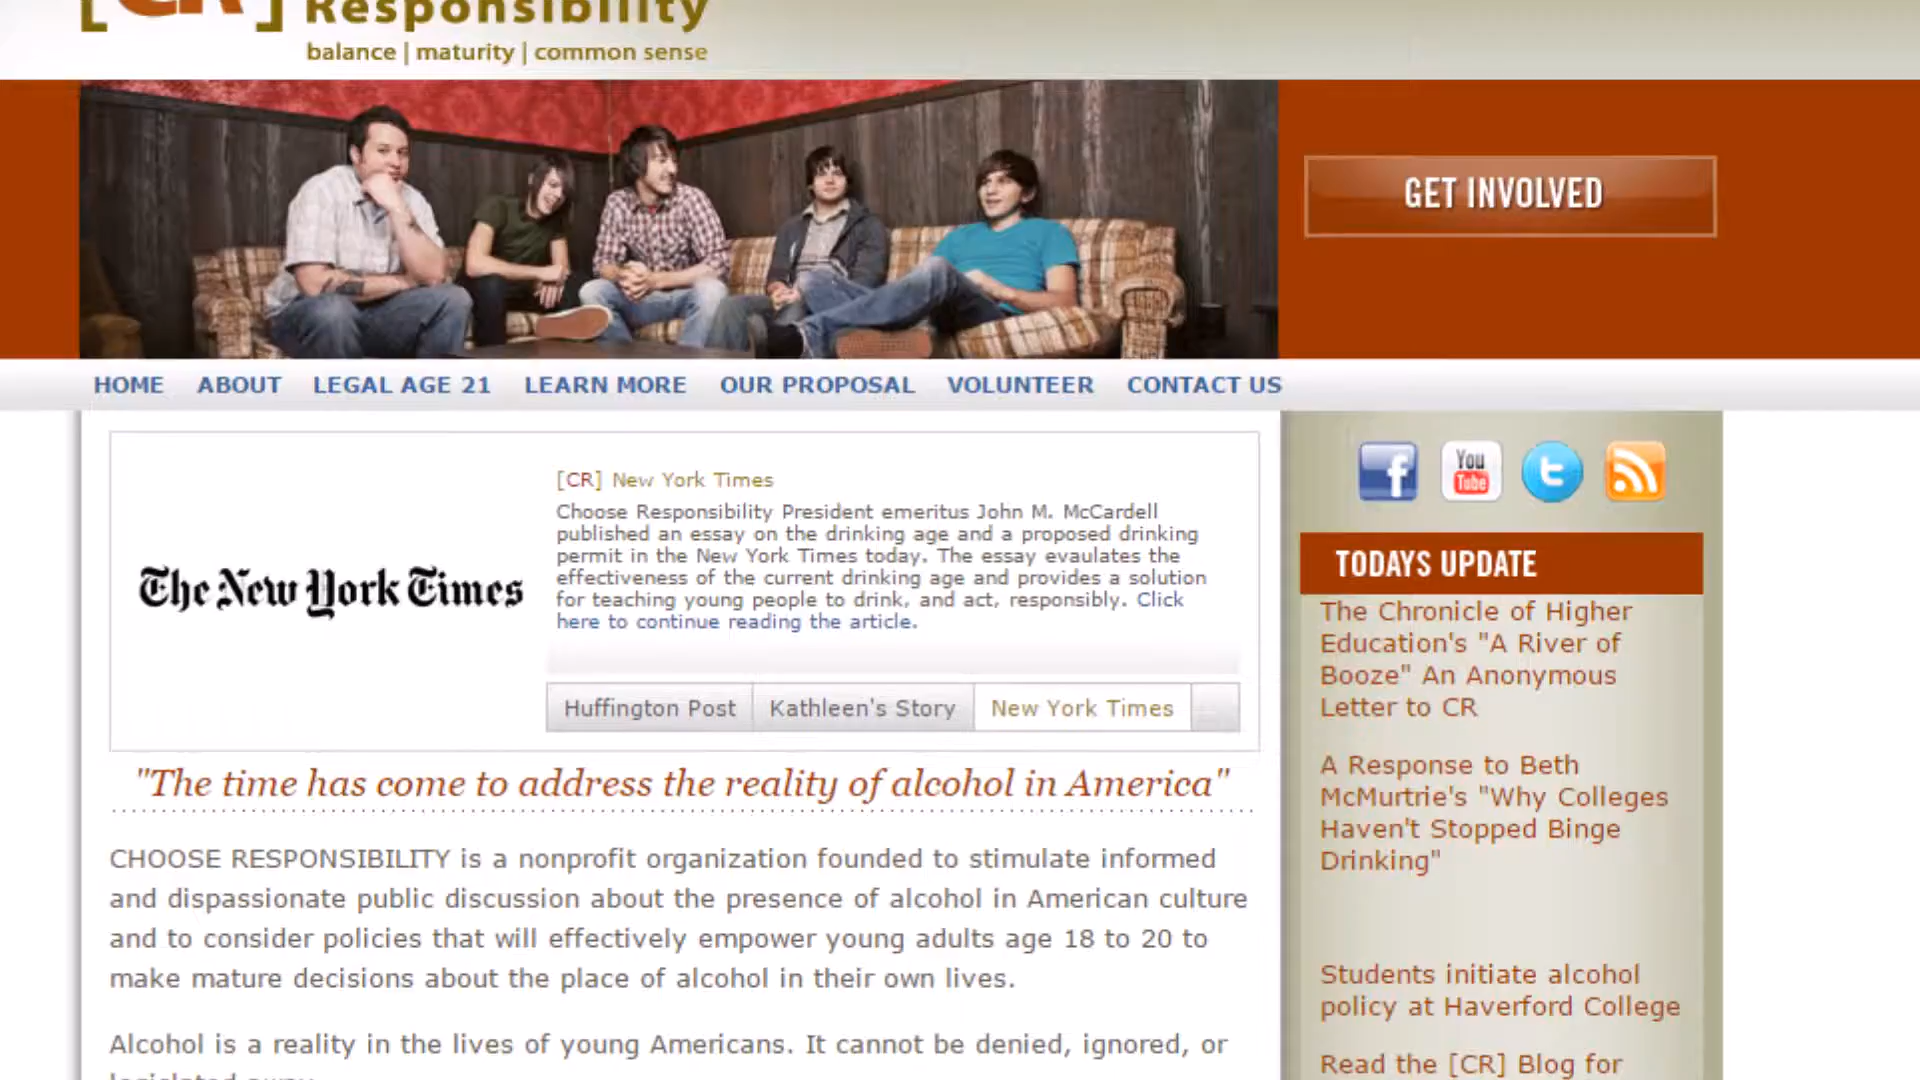 [CR] Responsibility
balance | maturity | common sense
GET INVOLVED
HOME ABOUT LEGAL AGE 21 LEARN MORE OUR PROPOSAL VOLUNTEER CONTACT US
[CR] New York Times
Choose Responsibility President emeritus John M. McCardell
published an essay on the drinking age and a proposed drinking
permit in the New York Times today. The essay evaulates the
effectiveness of the current drinking age and provides a solution
for teaching young people to drink, and act, responsibly. Click
here to continue reading the article.
The New York Times
Huffington Post Kathleen's Story New York Times
"The time has come to address the reality of alcohol in America"
CHOOSE RESPONSIBILITY is a nonprofit organization founded to stimulate informed
and dispassionate public discussion about the presence of alcohol in American culture
and to consider policies that will effectively empower young adults age 18 to 20 to
make mature decisions about the place of alcohol in their own lives.
Alcohol is a reality in the lives of young Americans. It cannot be denied, ignored, or
f
You Tube
t
TODAYS UPDATE
The Chronicle of Higher
Education's "A River of
Booze" An Anonymous
Letter to CR
A Response to Beth
McMurtrie's "Why Colleges
Haven't Stopped Binge
Drinking"
Students initiate alcohol
policy at Haverford College
Read the [CR] Blog for